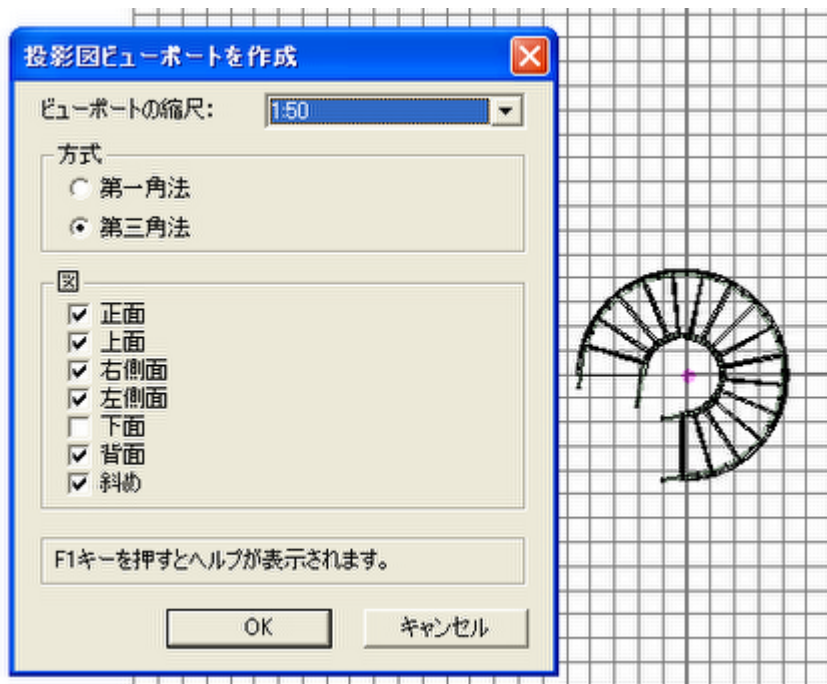 投影図ビューポートを作成
ビューポートの縮尺: 1:50
方式
第一角法
第三角法
図
正面
上面
右側面
左側面
下面
背面
斜め
F1キーを押すとヘルプが表示されます。
OK キャンセル